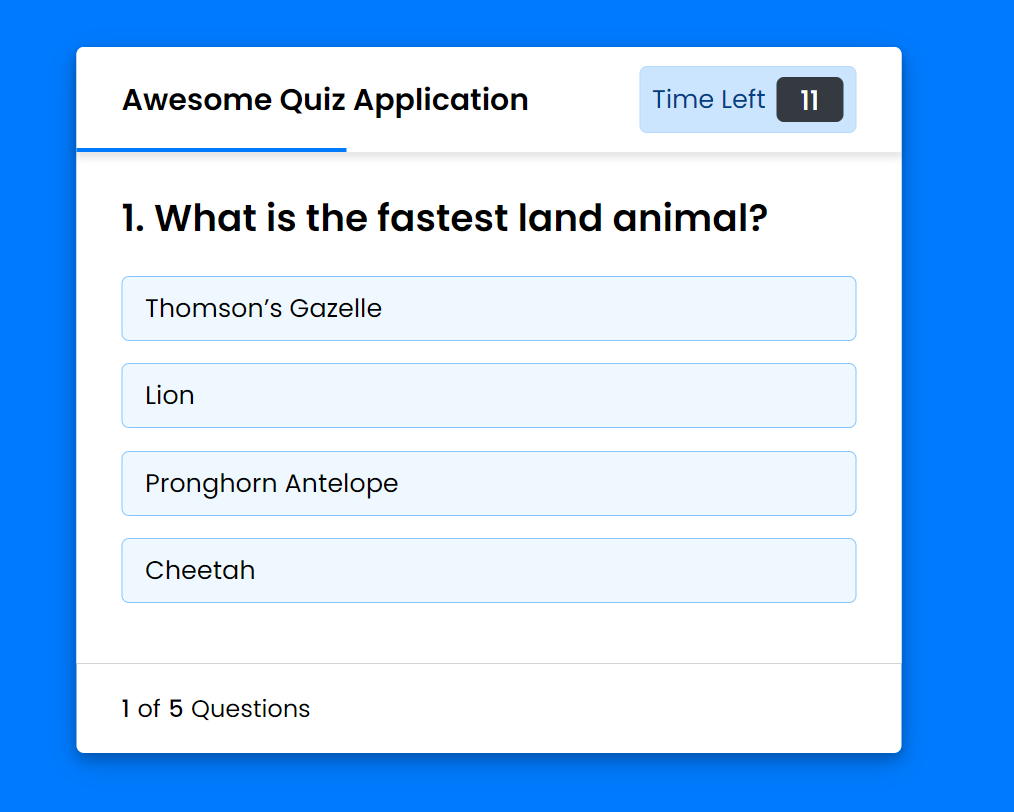 Awesome Quiz Application
Time Left 11
1. What is the fastest land animal?
Thomson’s Gazelle
Lion
Pronghorn Antelope
Cheetah
1 of 5 Questions